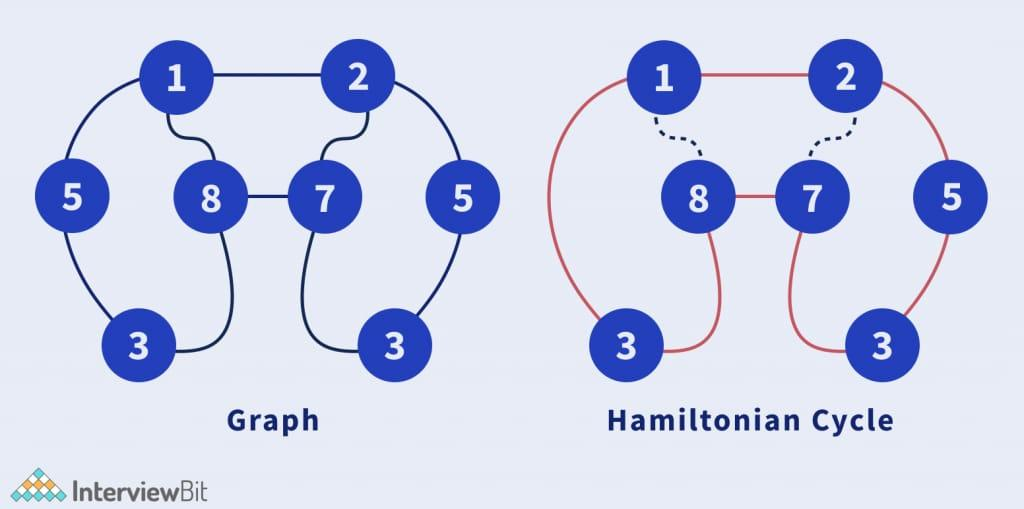 1 2 1 2
5 8 7 5 8 7 5
3 3 3 3
Graph Hamiltonian Cycle
InterviewBit